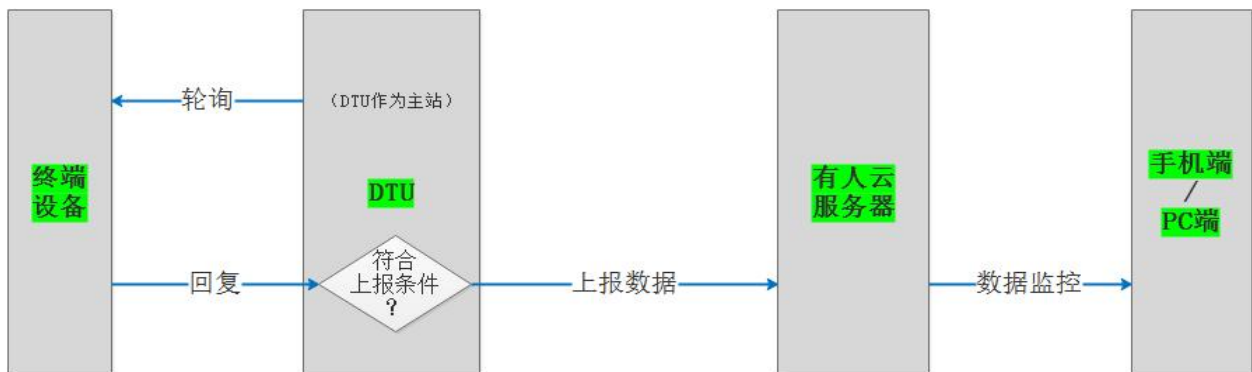 轮询
（DTU作为主站）
终端
设备
DTU
有人云
服务器
手机端
/
PC端
回复
符合
上报条件
？
上报数据
数据监控